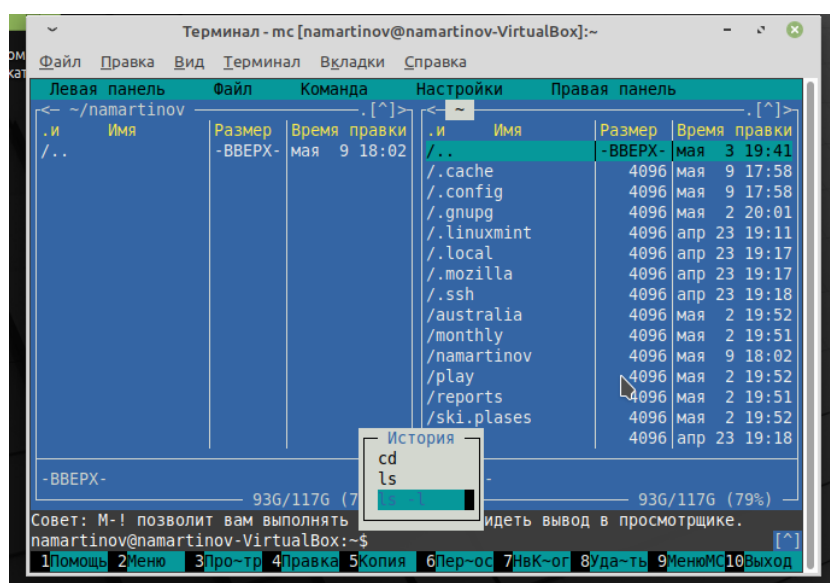 ом
кат
Терминал - mc [namartinov@namartinov-VirtualBox]:~
Файл Правка Вид Терминал Вкладки Справка
Левая панель Файл Команда Настройки Правая панель
<— ~/namartinov .[^]> <— ~ .[^]>
.и Имя Размер Время правки .и Имя Размер Время правки
/.. -ВВЕРХ- мая 9 18:02 /.. -ВВЕРХ- мая 3 19:41
/.cache 4096 мая 9 17:58
/.config 4096 мая 9 17:58
/.gnupg 4096 мая 2 20:01
/.linuxmint 4096 апр 23 19:11
/.local 4096 апр 23 19:17
/.mozilla 4096 апр 23 19:17
/.ssh 4096 апр 23 19:18
/australia 4096 мая 2 19:52
/monthly 4096 мая 2 19:51
/namartinov 4096 мая 9 18:02
/play 4096 мая 2 19:52
/reports 4096 мая 2 19:51
/ski.plases 4096 мая 2 19:52
4096 апр 23 19:18
История
cd
-ВВЕРХ- ls -
93G/117G (7 ls -l 93G/117G (79%)
Совет: M-! позволит вам выполнять идеть вывод в просмотрщике.
namartinov@namartinov-VirtualBox:~$ [^]
1Помощь 2Меню 3Про~тр 4Правка 5Копия 6Пер~ос 7НвК~ог 8Уда~ть 9МенюMC 10Выход